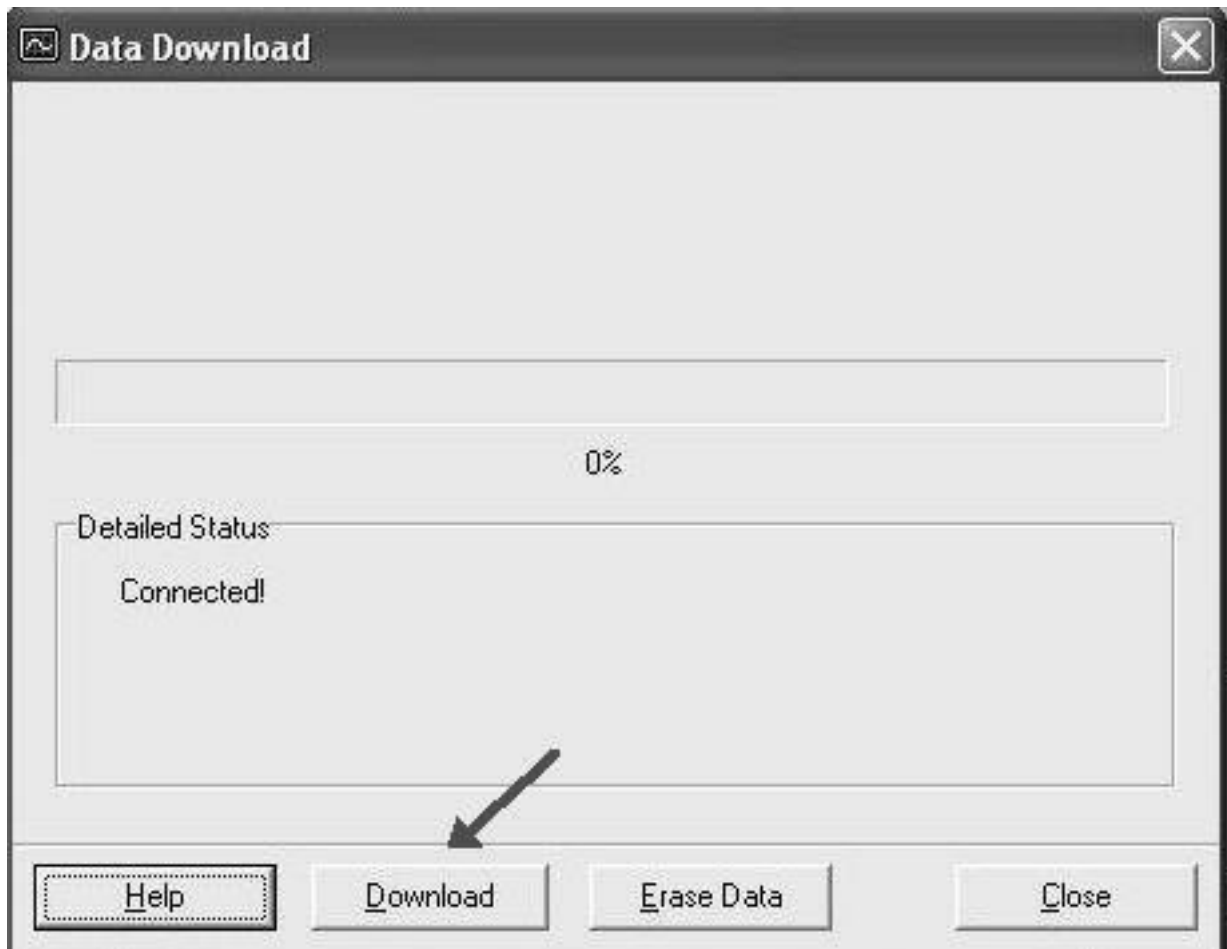 Data Download
0%
Detailed Status
Connected!
Help Download Erase Data Close